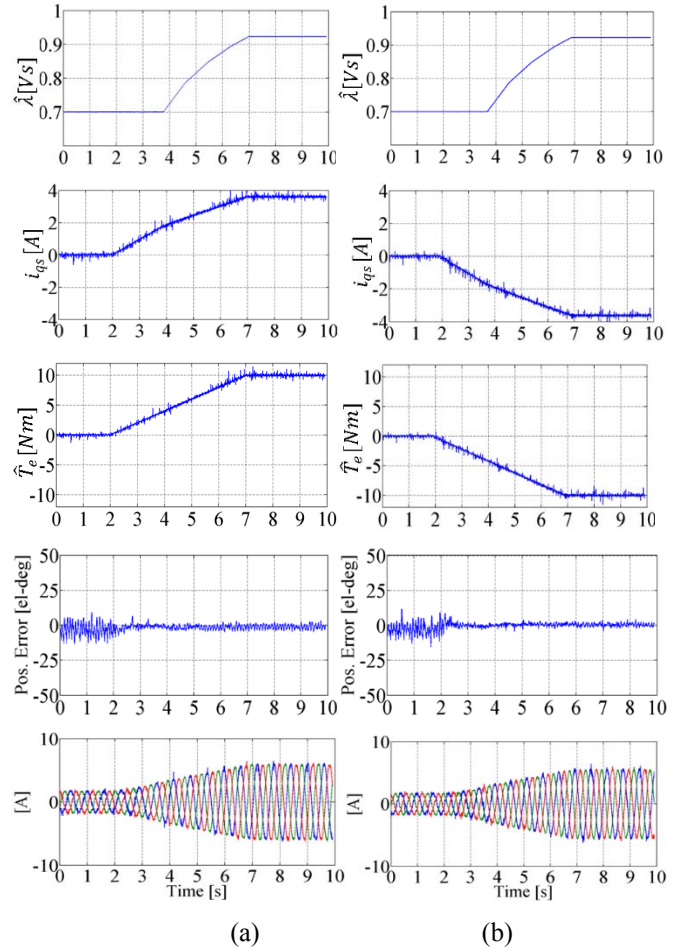 1 1
0.9 0.9
0.8 0.8
0.7 0.7
λ̂[Vs] λ̂[Vs]
0 1 2 3 4 5 6 7 8 9 10 0 1 2 3 4 5 6 7 8 9 10
4 4
2 2
0 0
2 -2
-4 -4
i_qs [A] i_qs [A]
0 1 2 3 4 5 6 7 8 9 10 0 1 2 3 4 5 6 7 8 9 10
10 10
5 5
0 0
-5 -5
-10 -10
T̂_e [Nm] T̂_e [Nm]
0 1 2 3 4 5 6 7 8 9 10 0 1 2 3 4 5 6 7 8 9 10
50 50
25 25
0 0
-25 -25
-50 -50
Pos. Error [el-deg] Pos. Error [el-deg]
0 1 2 3 4 5 6 7 8 9 10 0 1 2 3 4 5 6 7 8 9 10
10 10
0 0
-10 -10
[A] [A]
0 1 2 3 4 5 6 7 8 9 10 0 1 2 3 4 5 6 7 8 9 10
Time [s] Time [s]
(a) (b)